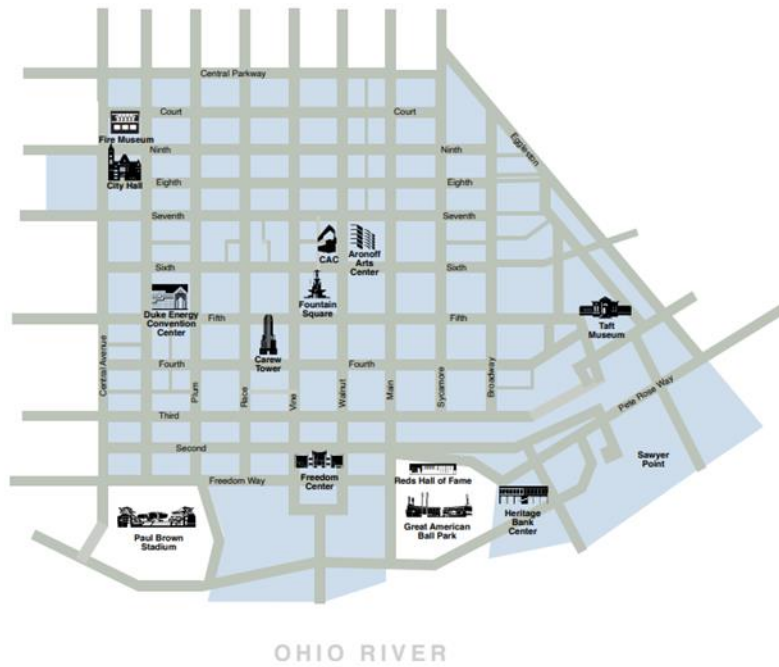 Central Parkway
Court
Court
Eggleston
Fire Museum
Ninth
Ninth
City Hall
Eighth
Eighth
Seventh
Seventh
CAC
Aronoff
Arts
Center
Sixth
Sixth
Duke Energy
Convention
Center
Fifth
Fountain
Square
Fifth
Taft
Museum
Carew
Tower
Fourth
Fourth
Central Avenue
Plum
Race
Vine
Walnut
Main
Sycamore
Broadway
Pete Rose Way
Third
Second
Sawyer
Point
Freedom Way
Freedom
Center
Reds Hall of Fame
Great American
Ball Park
Heritage
Bank
Center
Paul Brown
Stadium
OHIO RIVER